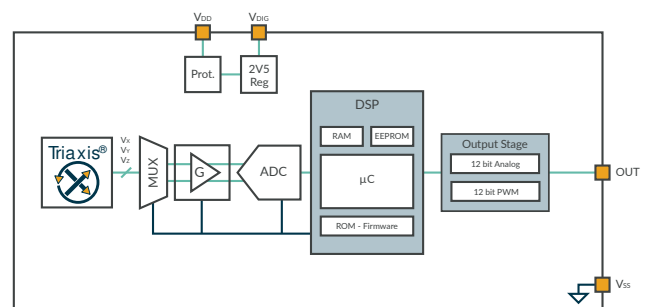 VDD VDIG
Prot. 2V5
Reg
DSP
RAM EEPROM
µC
ROM - Firmware
Triaxis®
VX
VY
VZ
MUX
G
ADC
Output Stage
12 bit Analog
12 bit PWM
OUT
VSS